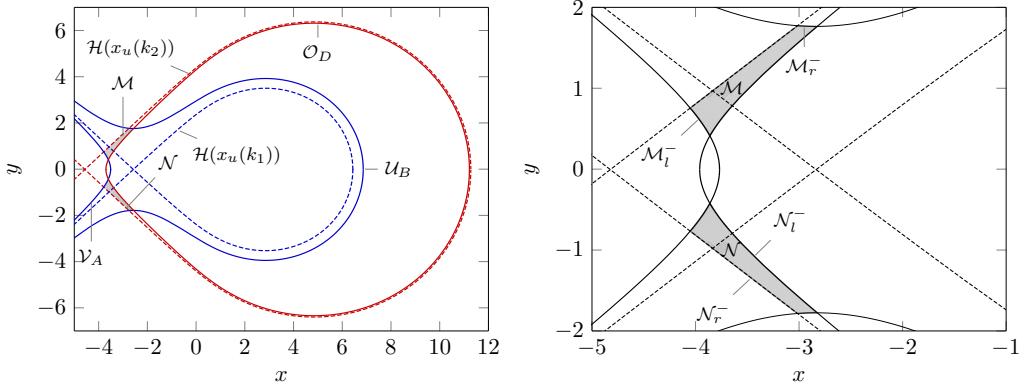 6
4
2
0
−2
−4
−6
y
−4
−2
0
2
4
6
8
10
12
x
ℋ(x_u(k_2))
ℳ
𝒪_D
𝒩
ℋ(x_u(k_1))
𝒰_B
𝒱_A
2
1
0
−1
−2
y
−5
−4
−3
−2
−1
x
ℳ_r^−
ℳ
ℳ_l^−
𝒩_l^−
𝒩
𝒩_r^−